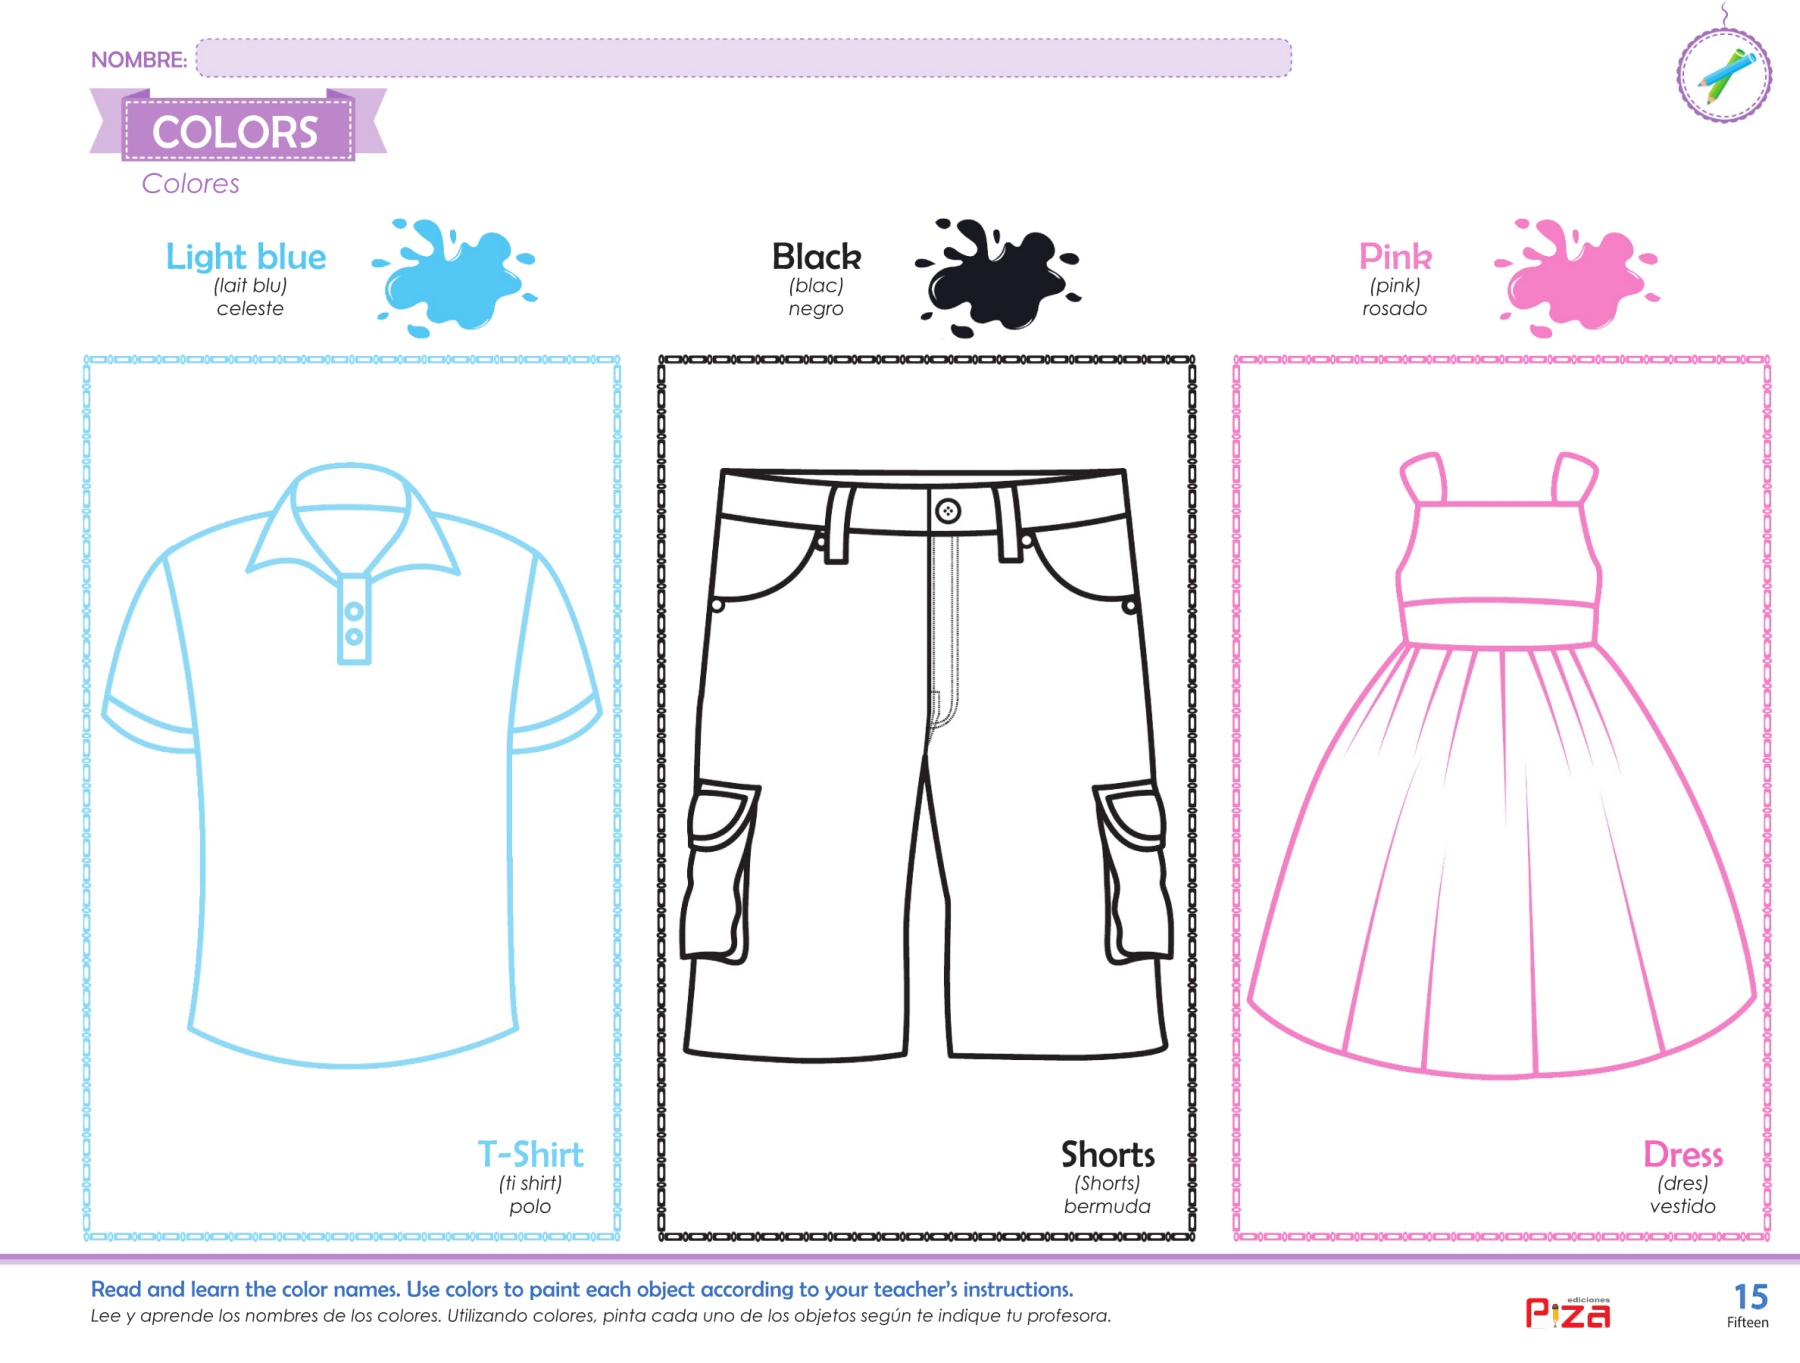 NOMBRE:
COLORS
Colores
Light blue
(lait blu)
celeste
Black
(blac)
negro
Pink
(pink)
rosado
T-Shirt
(ti shirt)
polo
Shorts
(Shorts)
bermuda
Dress
(dres)
vestido
Read and learn the color names. Use colors to paint each object according to your teacher's instructions.
Lee y aprende los nombres de los colores. Utilizando colores, pinta cada uno de los objetos según te indique tu profesora.
ediciones
Piza
15
Fifteen